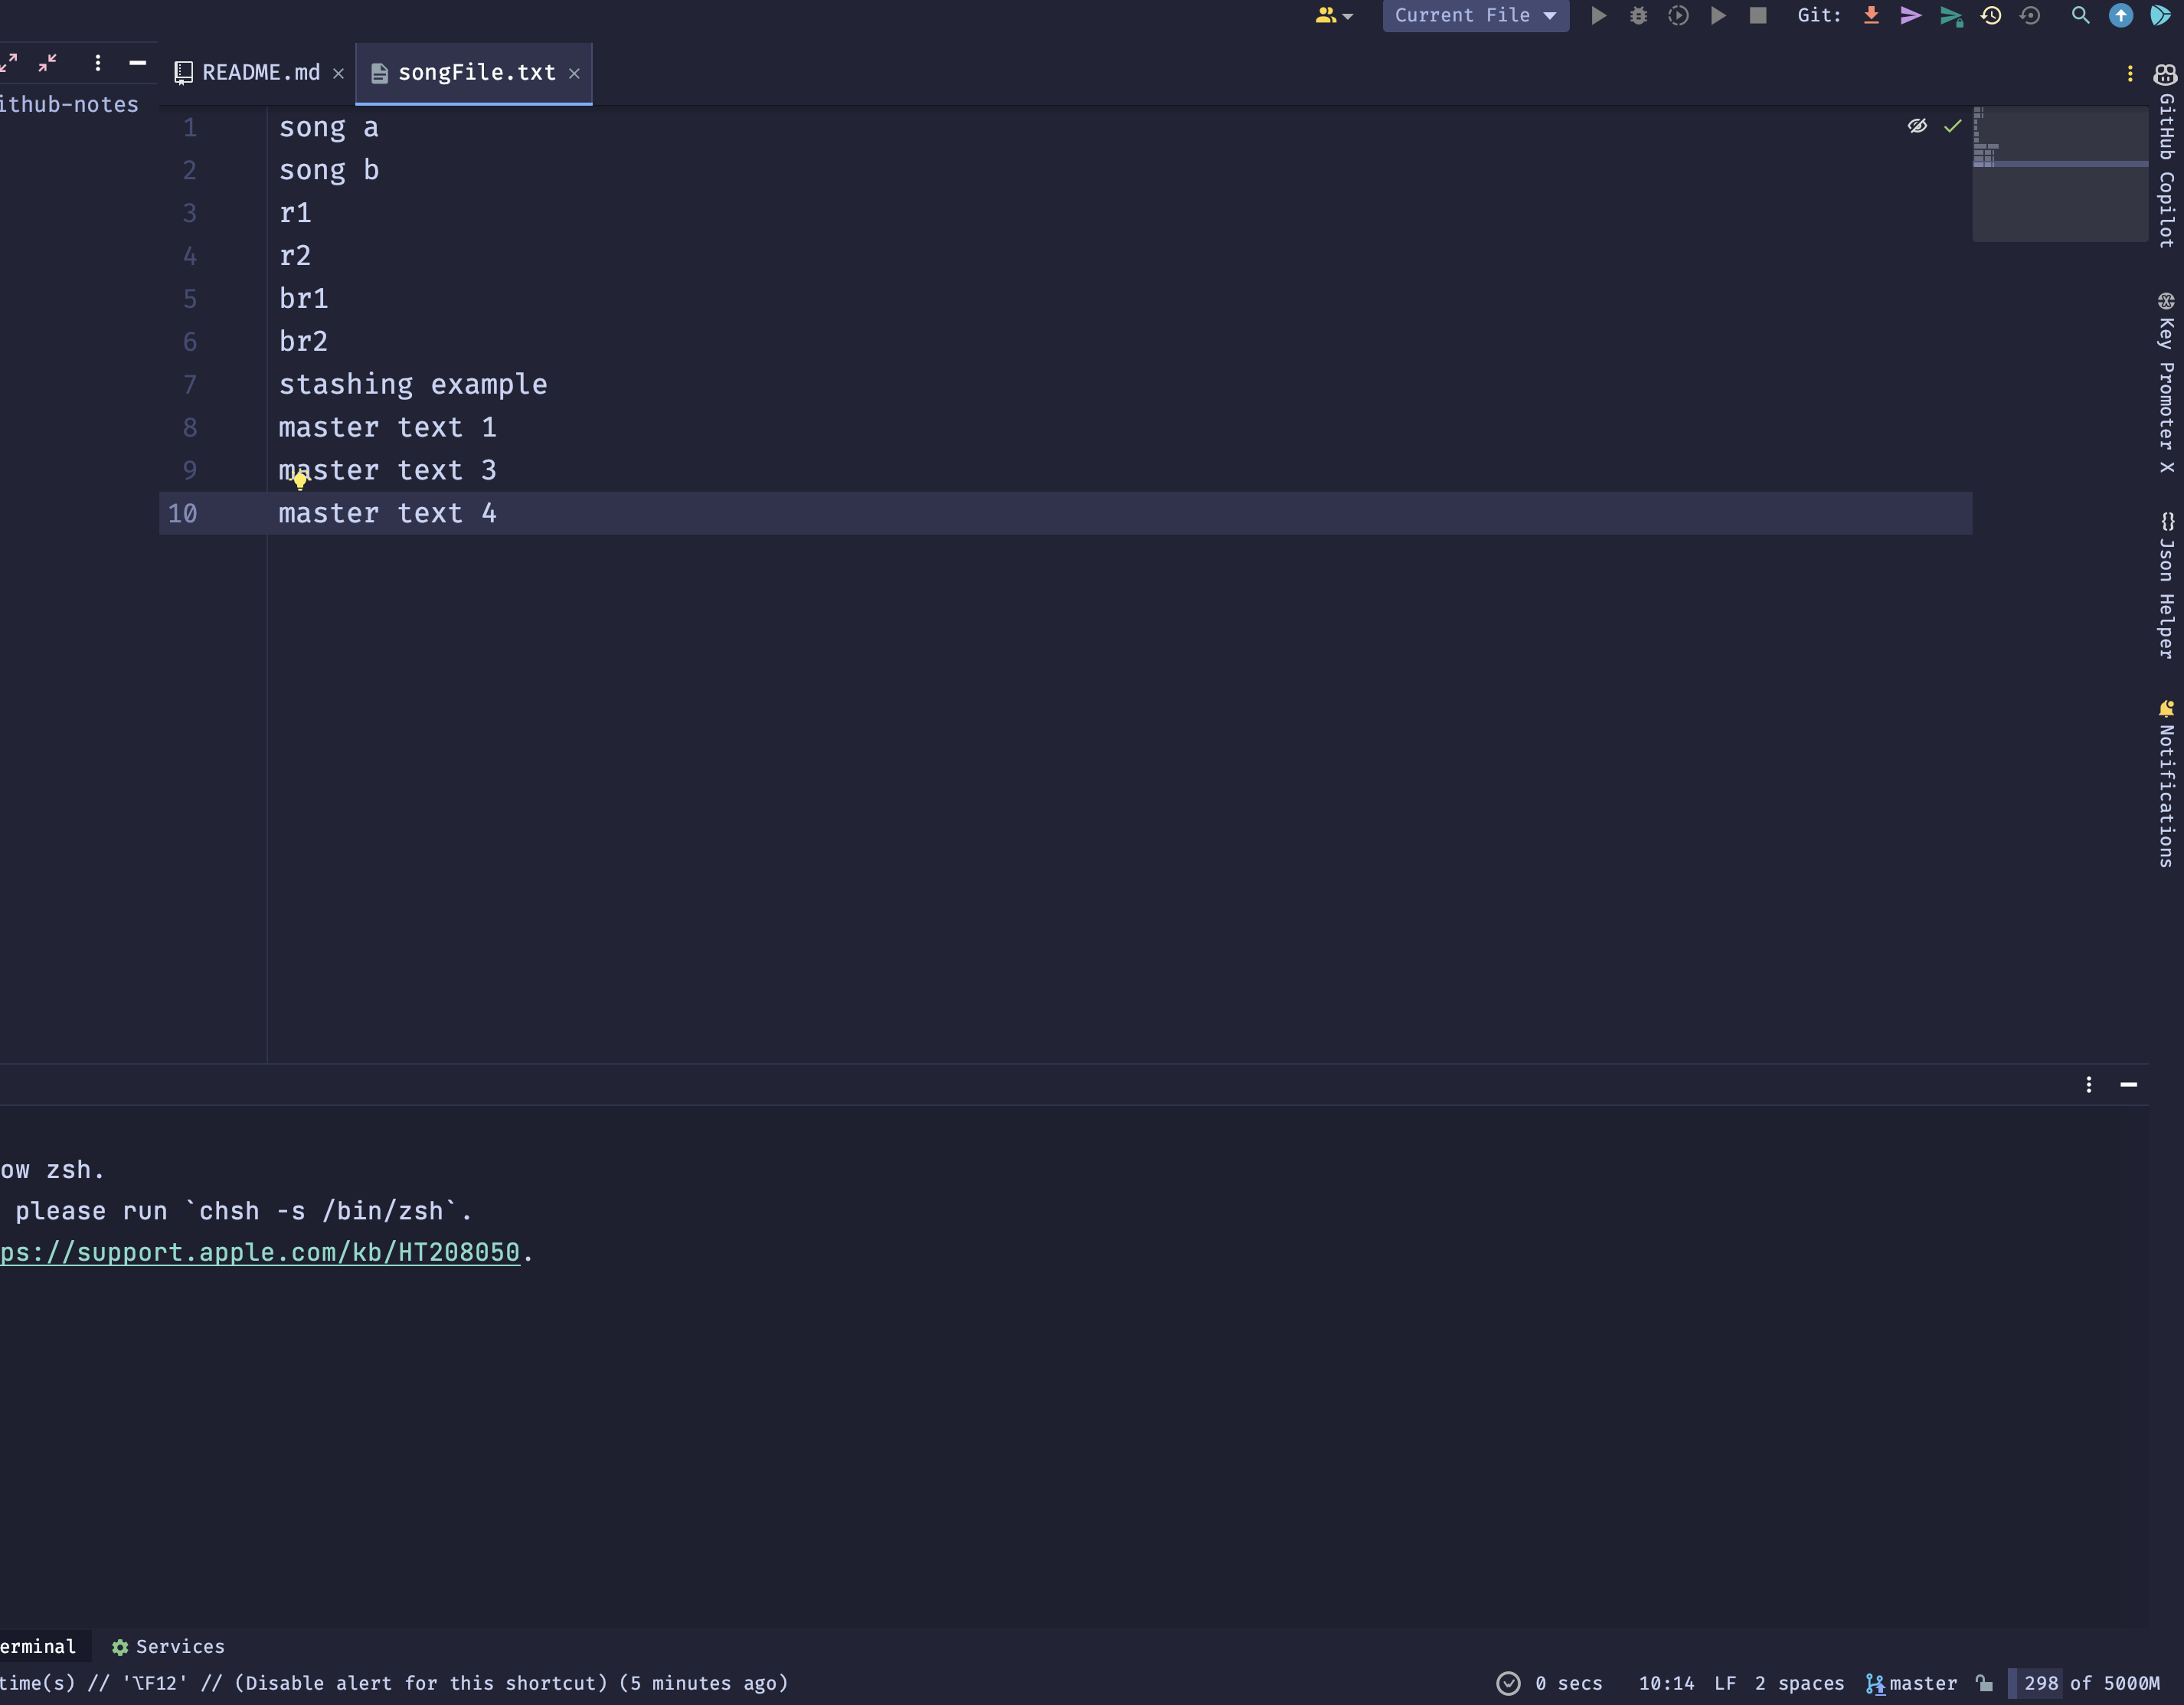 Current File
Git:
README.md
songFile.txt
ithub-notes
1 song a
2 song b
3 r1
4 r2
5 br1
6 br2
7 stashing example
8 master text 1
9 master text 3
10 master text 4
GitHub Copilot
Key Promoter X
{} Json Helper
Notifications
ow zsh.
please run `chsh -s /bin/zsh`.
ps://support.apple.com/kb/HT208050.
erminal
Services
time(s) // '⌥F12' // (Disable alert for this shortcut) (5 minutes ago)
0 secs 10:14 LF 2 spaces master 298 of 5000M